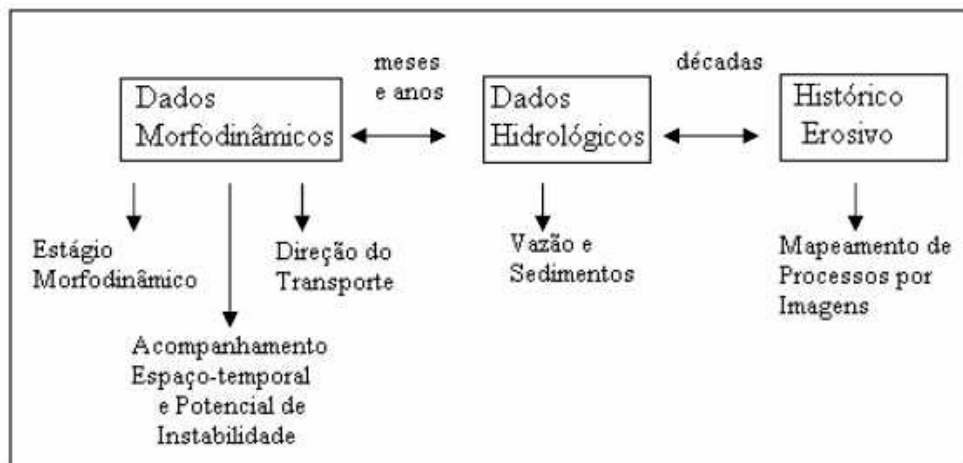 meses
e anos
décadas
Dados
Morfodinâmicos
Dados
Hidrológicos
Histórico
Erosivo
Estágio
Morfodinâmico
Direção do
Transporte
Vazão e
Sedimentos
Mapeamento de
Processos por
Imagens
Acompanhamento
Espaço-temporal
e Potencial de
Instabilidade